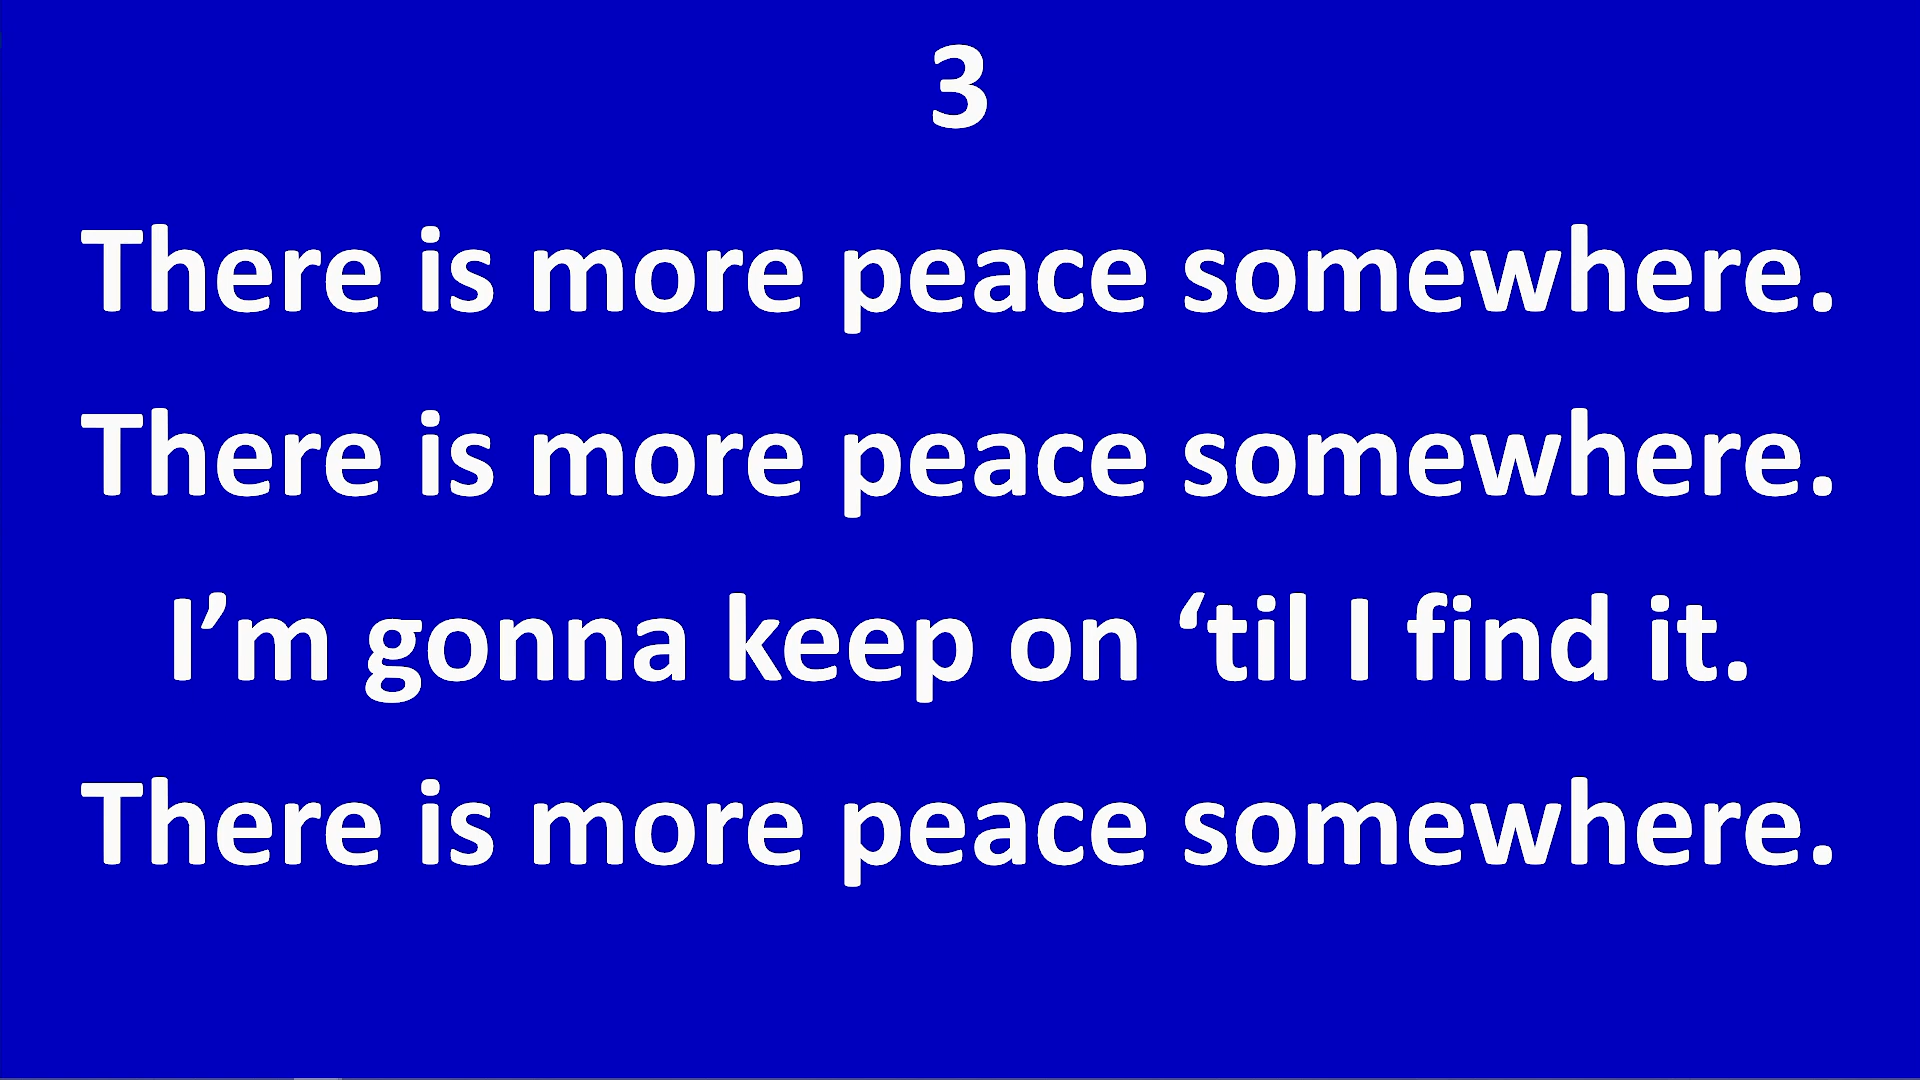 3
There is more peace somewhere.
There is more peace somewhere.
I’m gonna keep on ‘til I find it.
There is more peace somewhere.